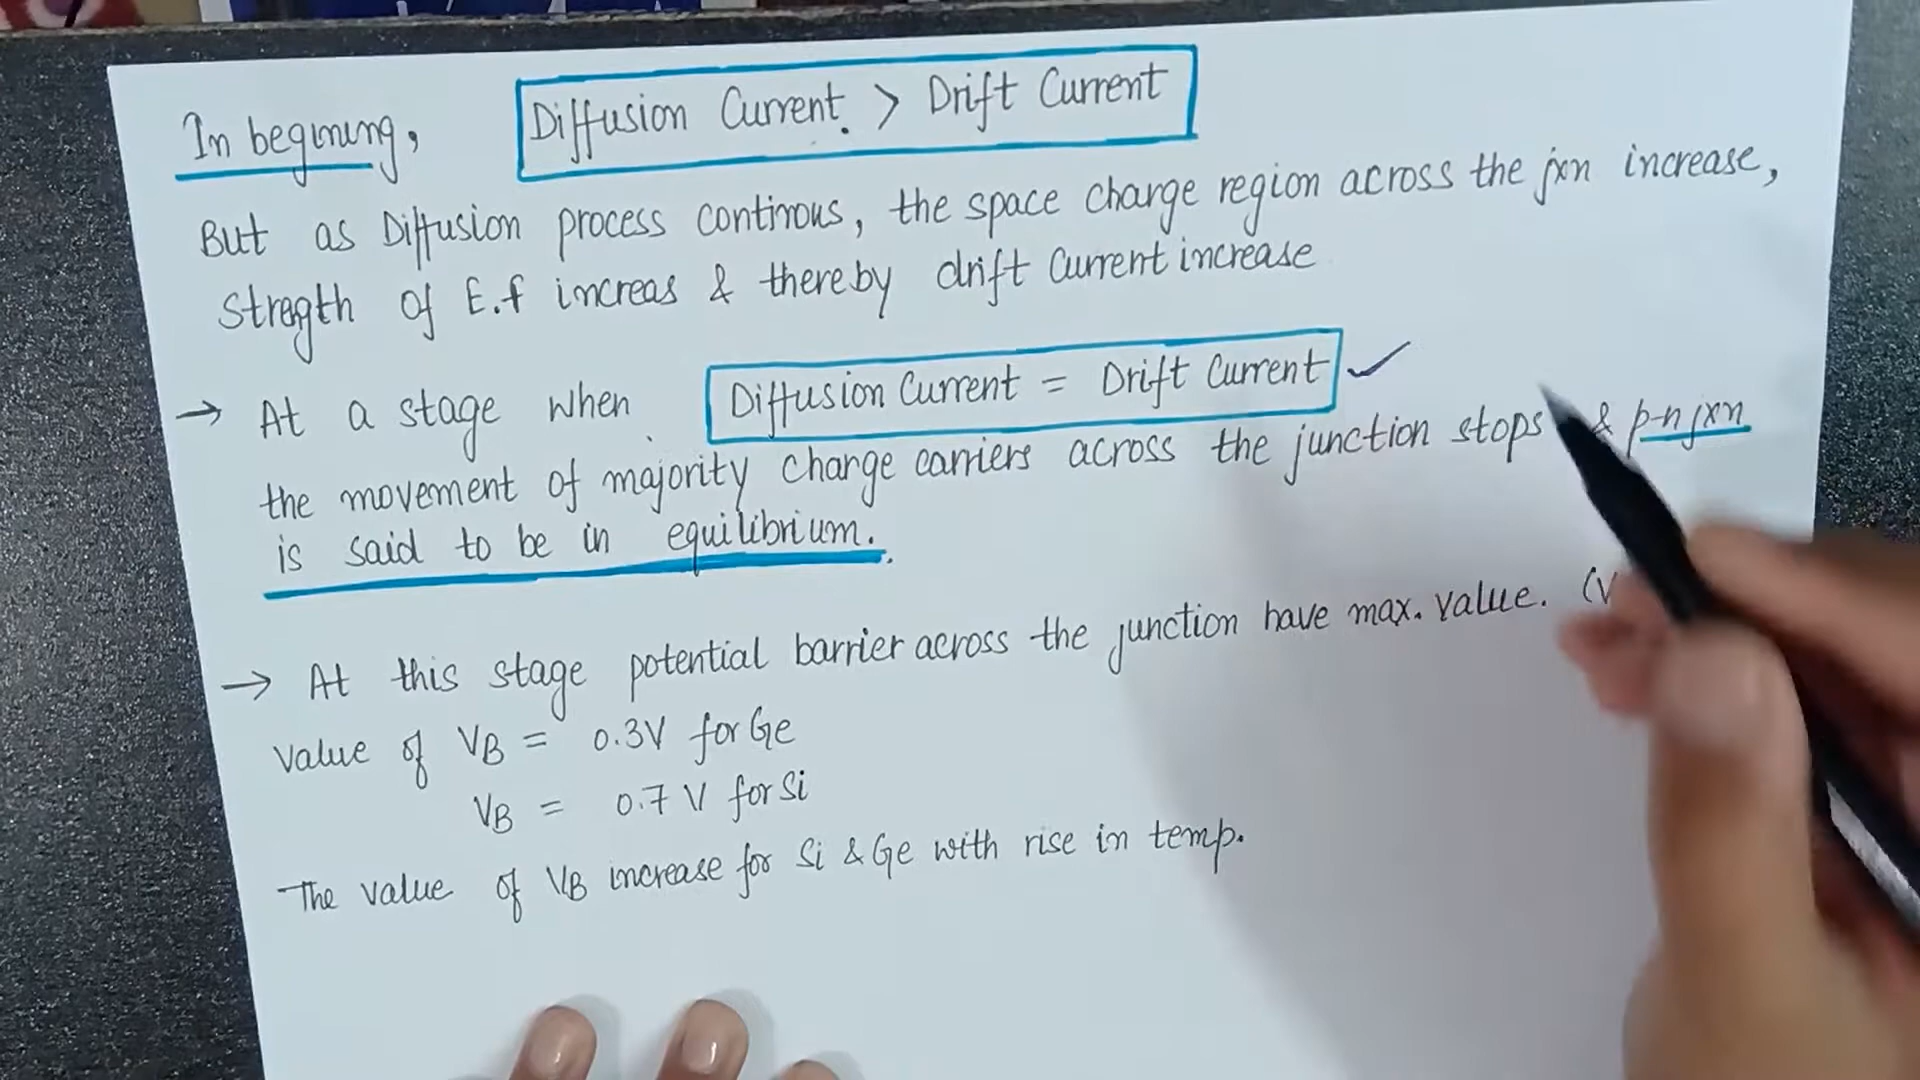 In begining, Diffusion Current > Drift Current
But as Diffusion process continous, the space charge region across the jxn increase,
Stregth of E.f increas & thereby drift Current increase
→ At a stage when Diffusion Current = Drift Current ✓
the movement of majority charge carriers across the junction stops & p-n jxn
is said to be in equilibrium.
→ At this stage potential barrier across the junction have max. value. (V
Value of VB = 0.3V for Ge
VB = 0.7 V for Si
The value of VB increase for Si & Ge with rise in temp.